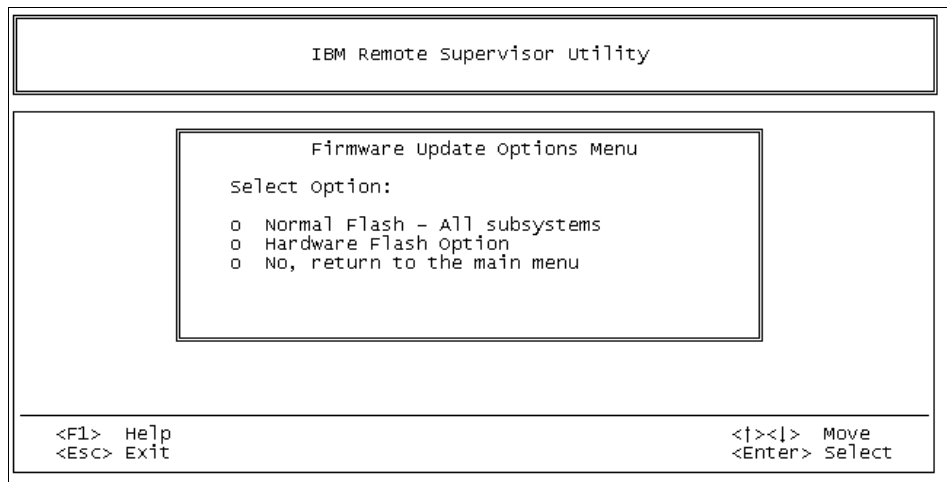 IBM Remote Supervisor Utility
Firmware Update Options Menu
Select Option:
o Normal Flash – All subsystems
o Hardware Flash Option
o No, return to the main menu
<F1> Help
<Esc> Exit
<↑><↓> Move
<Enter> Select